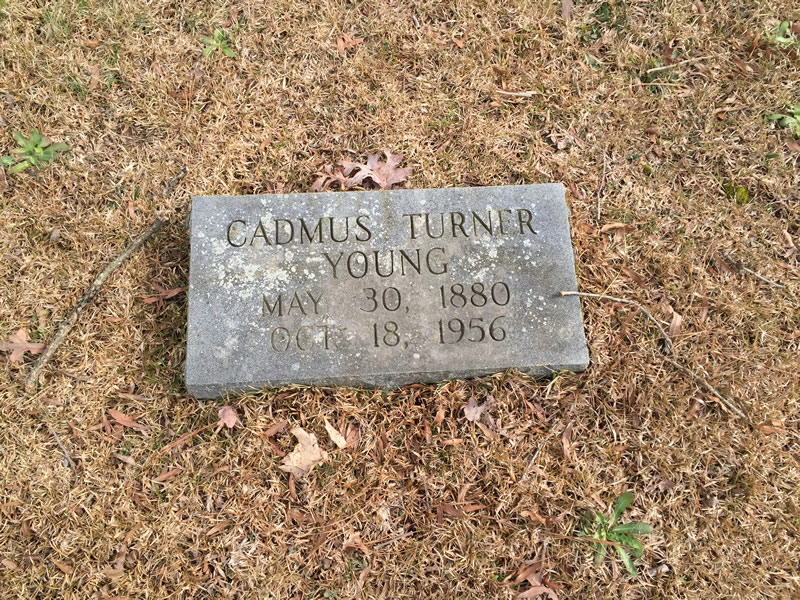 CADMUS TURNER
YOUNG
MAY 30, 1880
OCT 18, 1956